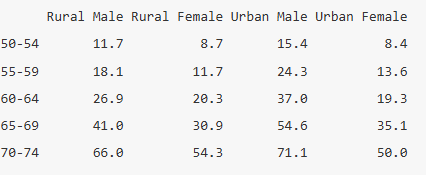 Rural Male Rural Female Urban Male Urban Female
50-54 11.7 8.7 15.4 8.4
55-59 18.1 11.7 24.3 13.6
60-64 26.9 20.3 37.0 19.3
65-69 41.0 30.9 54.6 35.1
70-74 66.0 54.3 71.1 50.0